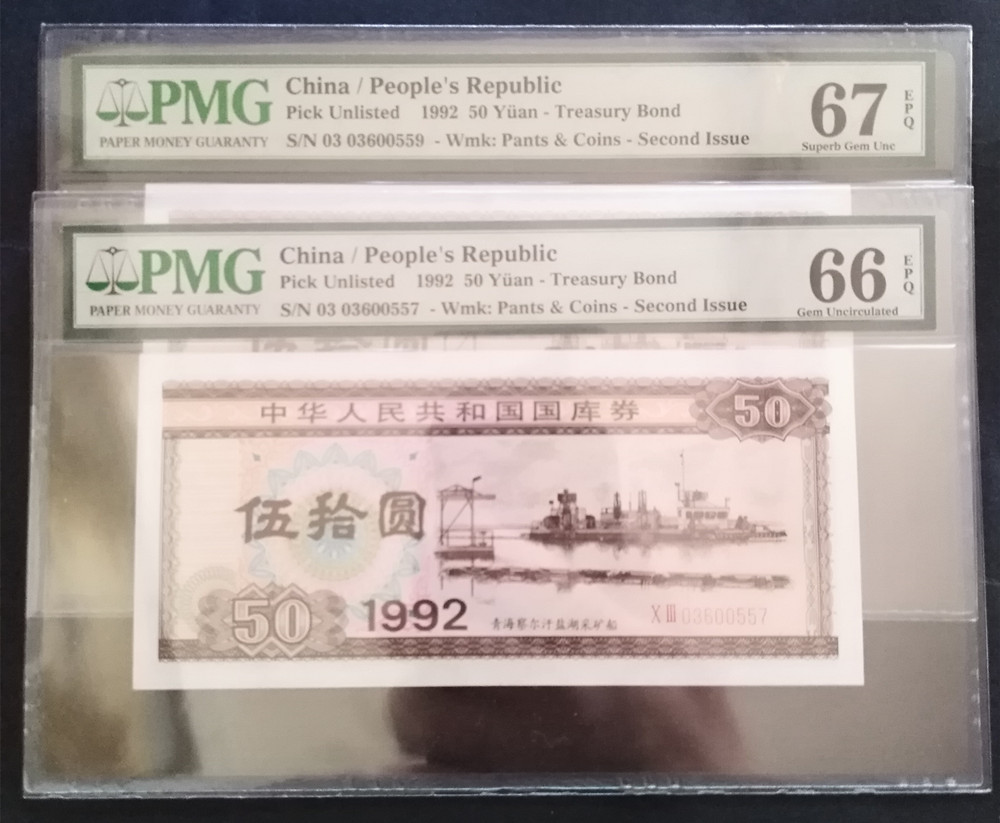 PMG
PAPER MONEY GUARANTY
China / People's Republic
Pick Unlisted 1992 50 Yüan - Treasury Bond
S/N 03 03600559 - Wmk: Pants & Coins - Second Issue
67
EPQ
Superb Gem Unc
PMG
PAPER MONEY GUARANTY
China / People's Republic
Pick Unlisted 1992 50 Yüan - Treasury Bond
S/N 03 03600557 - Wmk: Pants & Coins - Second Issue
66
EPQ
Gem Uncirculated
中华人民共和国国库券
50
伍拾圆
50
1992
青海察尔汗盐湖采矿船
XIII 03600557